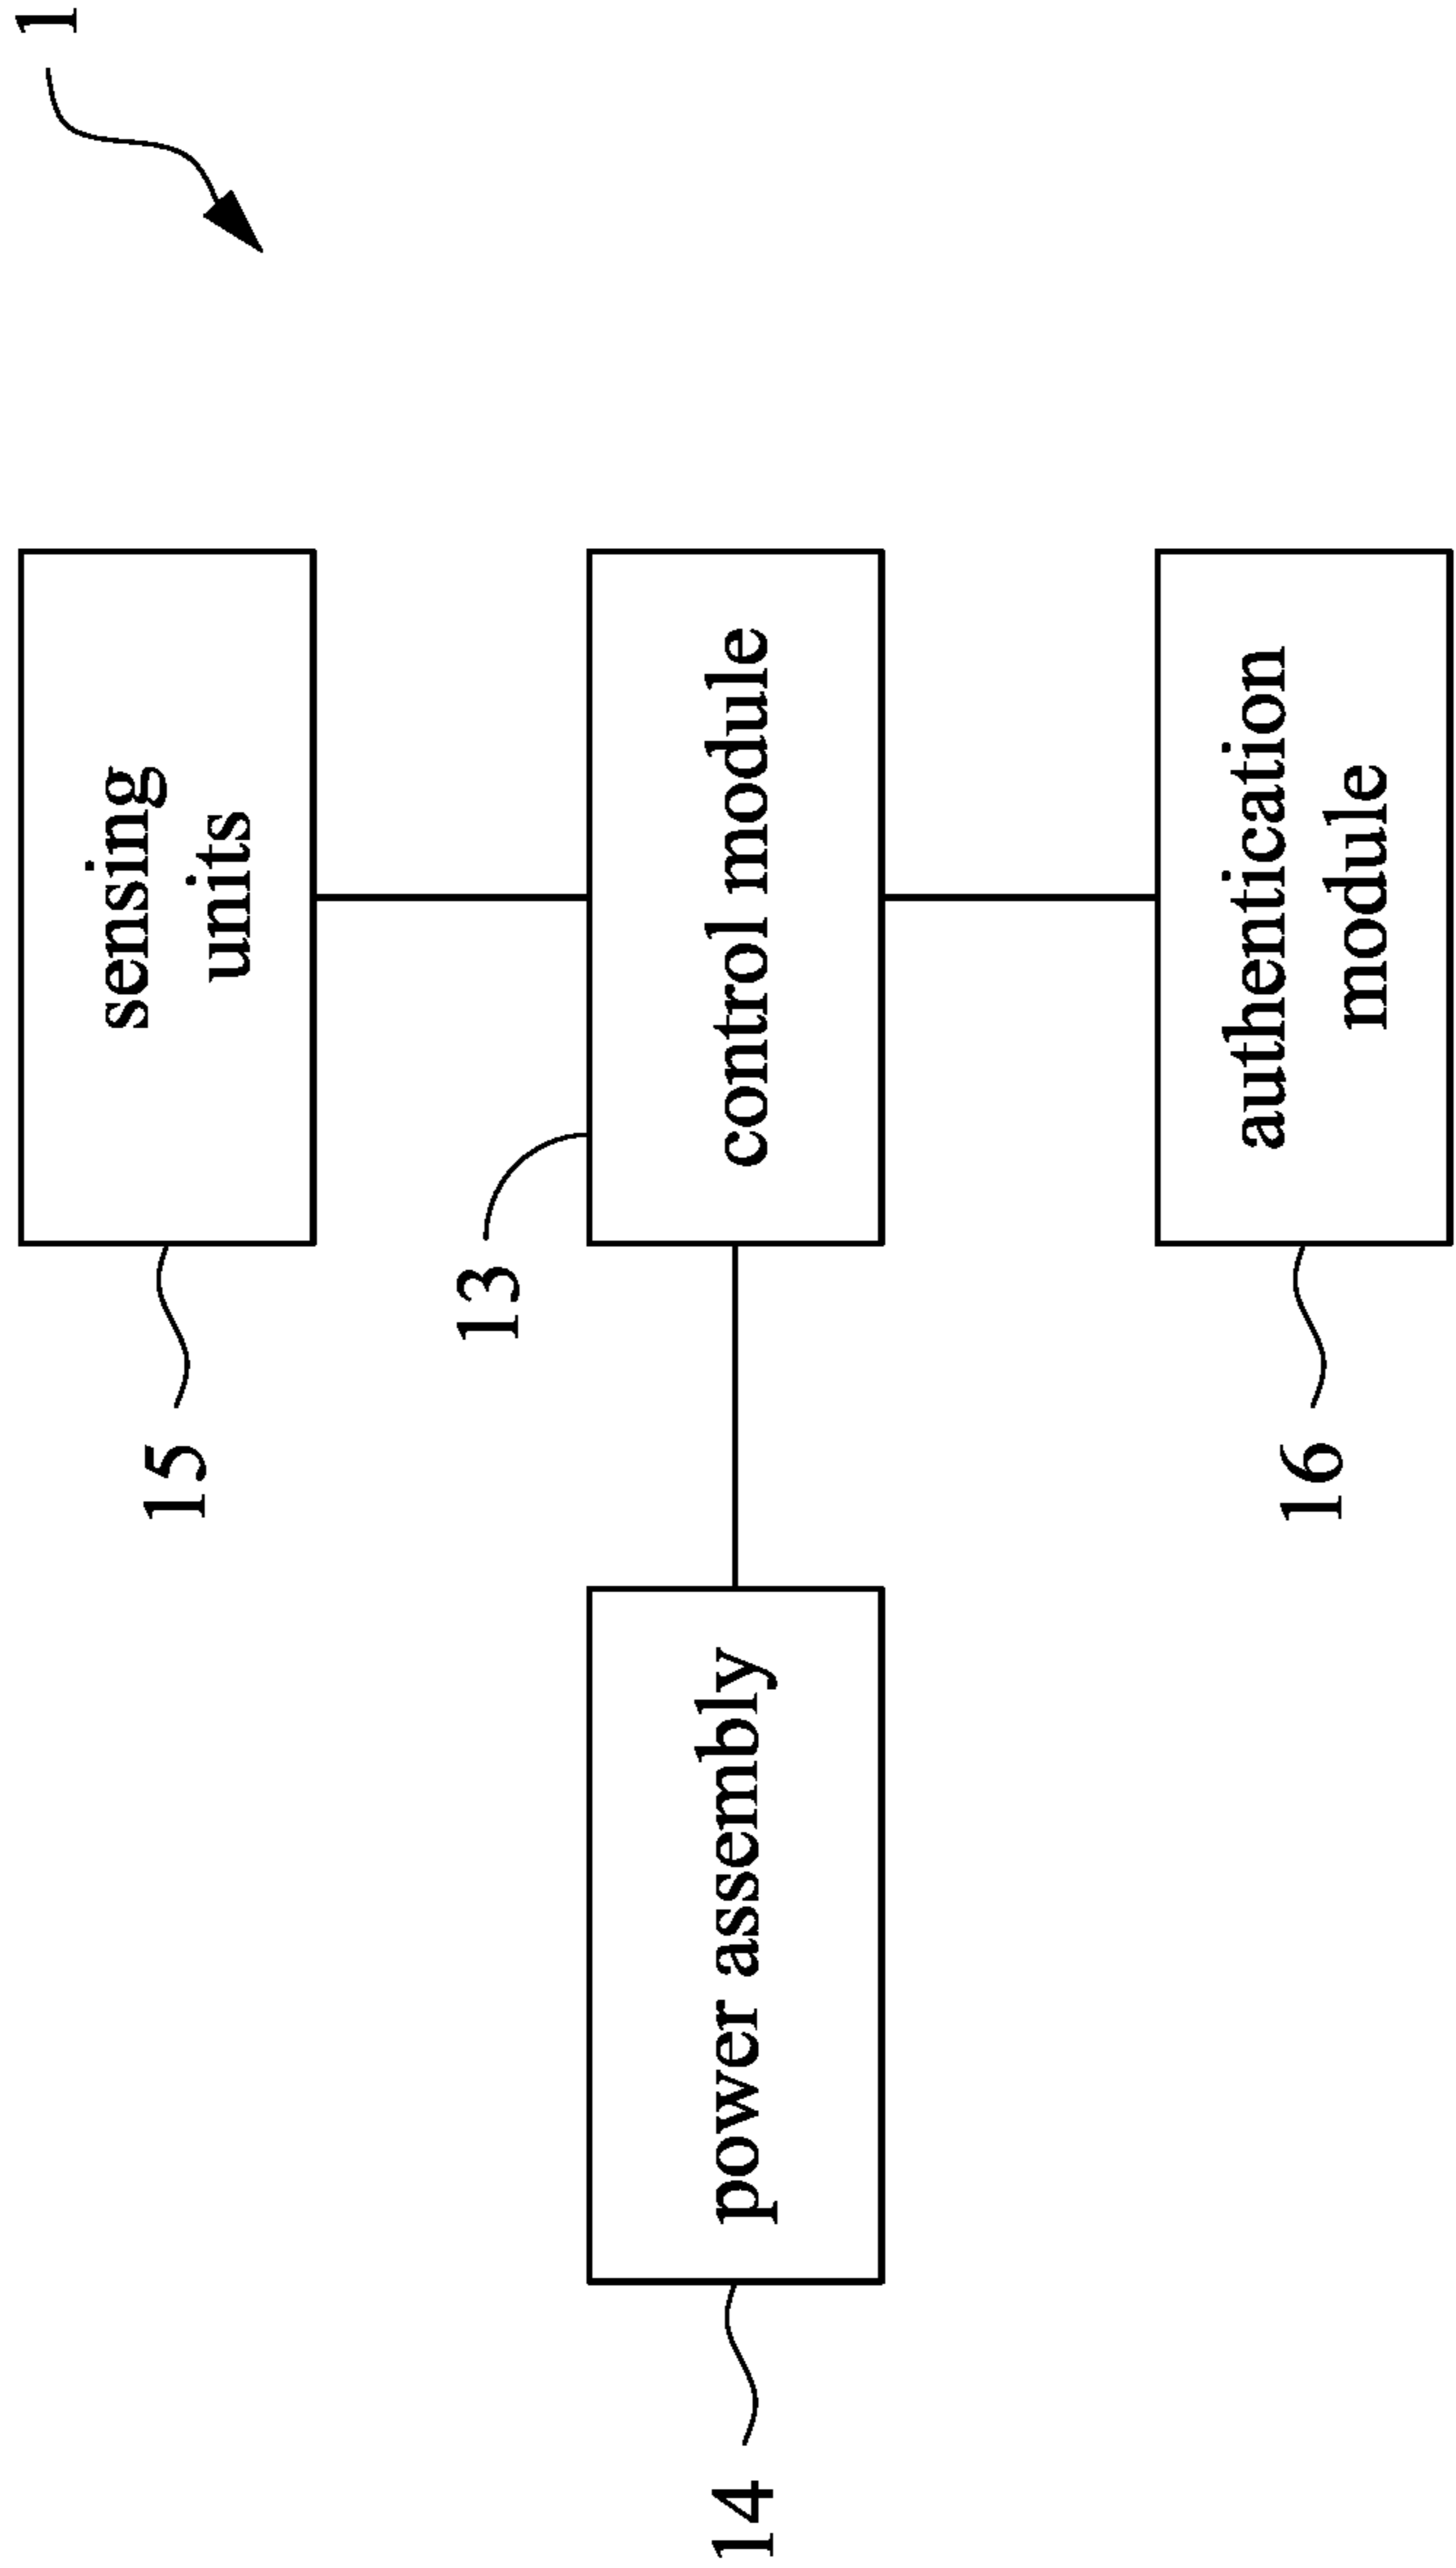 1
sensing
units
15
13
control module
power assembly
14
authentication
module
16